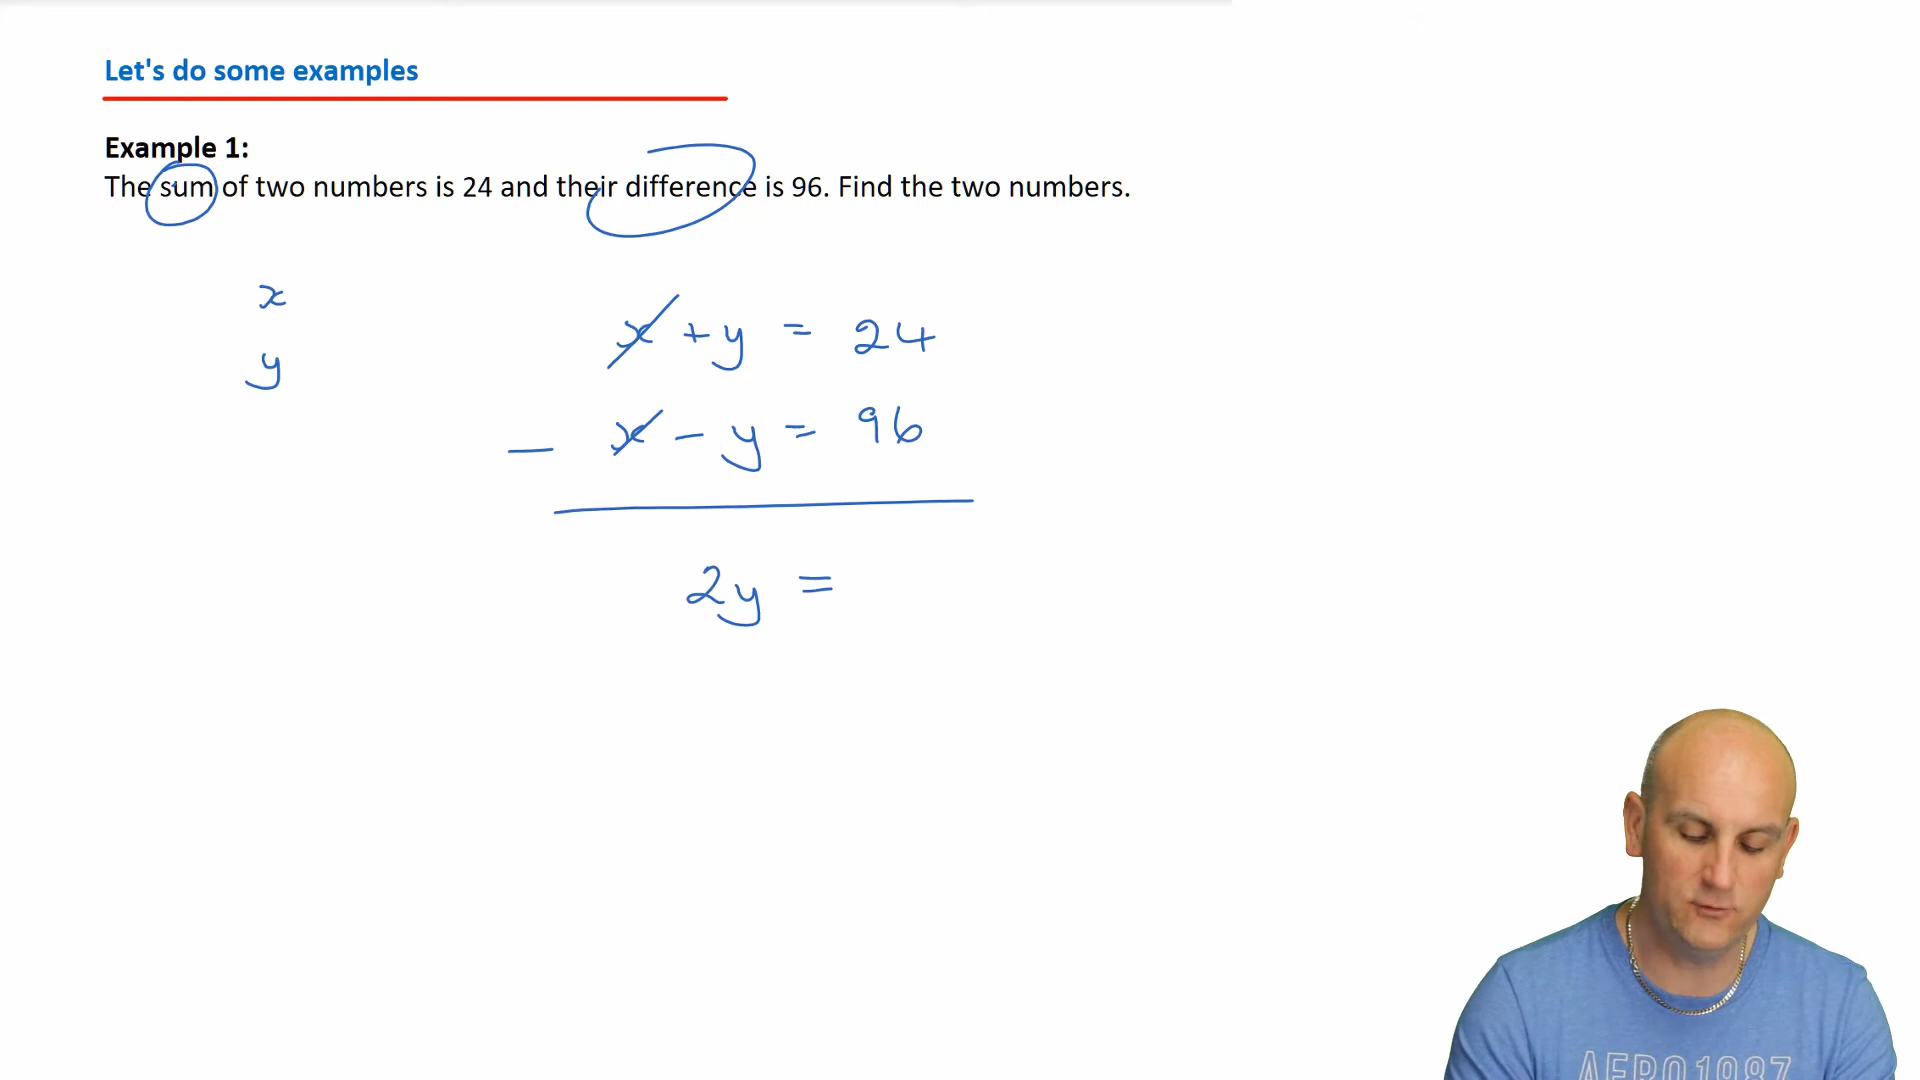 Let's do some examples
Example 1:
The sum of two numbers is 24 and their difference is 96. Find the two numbers.
x
y
x + y = 24
— x - y = 96
2y =
AERO1987